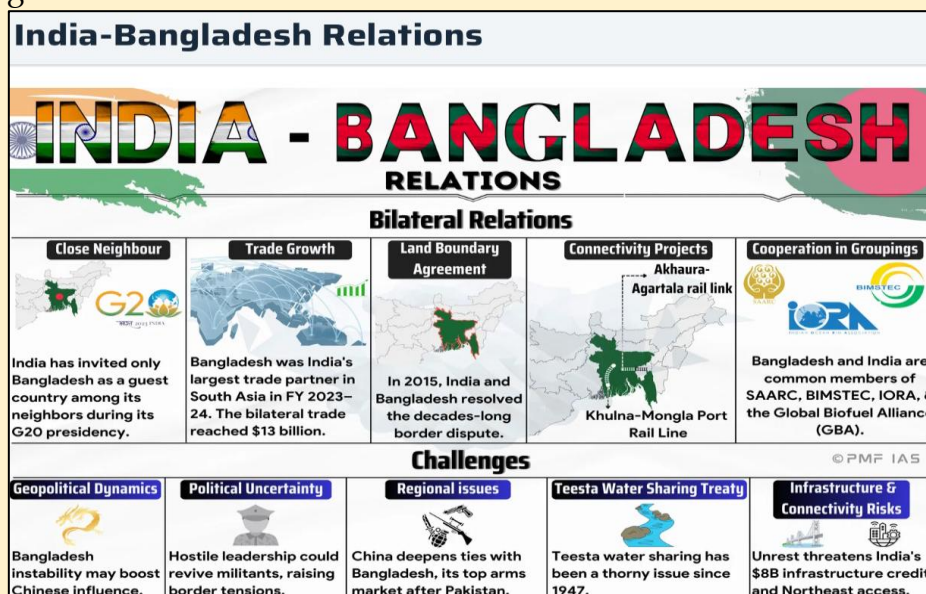 India-Bangladesh Relations
INDIA - BANGLADESH
RELATIONS
Bilateral Relations
Close Neighbour
G20
भारत 2023 INDIA
India has invited only
Bangladesh as a guest
country among its
neighbors during its
G20 presidency.
Trade Growth
Bangladesh was India's
largest trade partner in
South Asia in FY 2023–
24. The bilateral trade
reached $13 billion.
Land Boundary
Agreement
In 2015, India and
Bangladesh resolved
the decades-long
border dispute.
Connectivity Projects
Akhaura-
Agartala rail link
Khulna-Mongla Port
Rail Line
Cooperation in Groupings
SAARC
BIMSTEC
IORA
Bangladesh and India are
common members of
SAARC, BIMSTEC, IORA, &
the Global Biofuel Alliance
(GBA).
Challenges
© PMF IAS
Geopolitical Dynamics
Bangladesh
instability may boost
Chinese influence.
Political Uncertainty
Hostile leadership could
revive militants, raising
border tensions.
Regional issues
China deepens ties with
Bangladesh, its top arms
market after Pakistan.
Teesta Water Sharing Treaty
Teesta water sharing has
been a thorny issue since
1947.
Infrastructure &
Connectivity Risks
Unrest threatens India's
$8B infrastructure credit
and Northeast access.